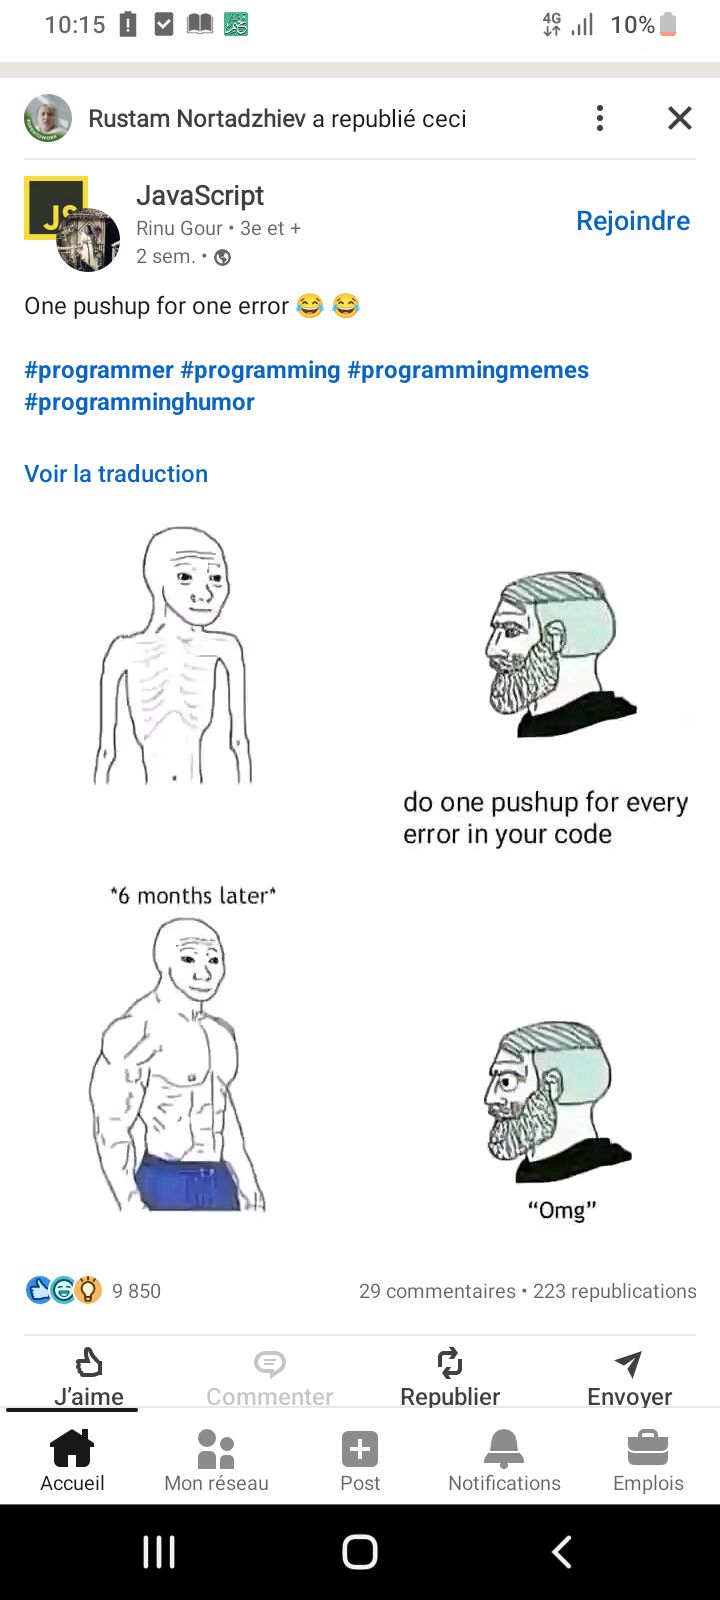 10:15
4G
10%
Rustam Nortadzhiev a republié ceci
JS
JavaScript
Rinu Gour • 3e et +
2 sem. •
Rejoindre
One pushup for one error 😂 😂
#programmer #programming #programmingmemes
#programminghumor
Voir la traduction
do one pushup for every
error in your code
*6 months later*
“Omg”
9 850
29 commentaires • 223 republications
J’aime
Commenter
Republier
Envoyer
Accueil
Mon réseau
Post
Notifications
Emplois